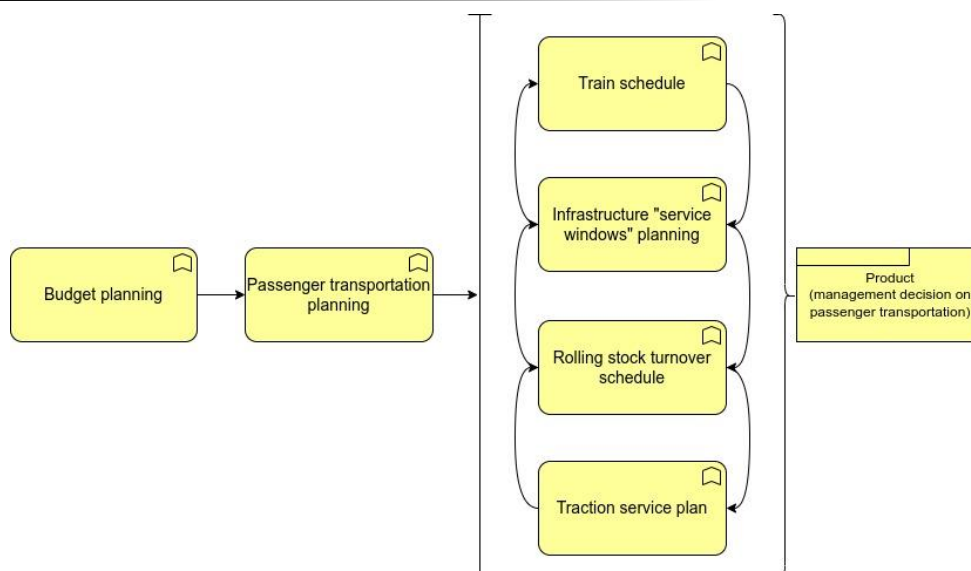 Budget planning
Passenger transportation
planning
Train schedule
Infrastructure "service
windows" planning
Rolling stock turnover
schedule
Traction service plan
Product
(management decision on
passenger transportation)